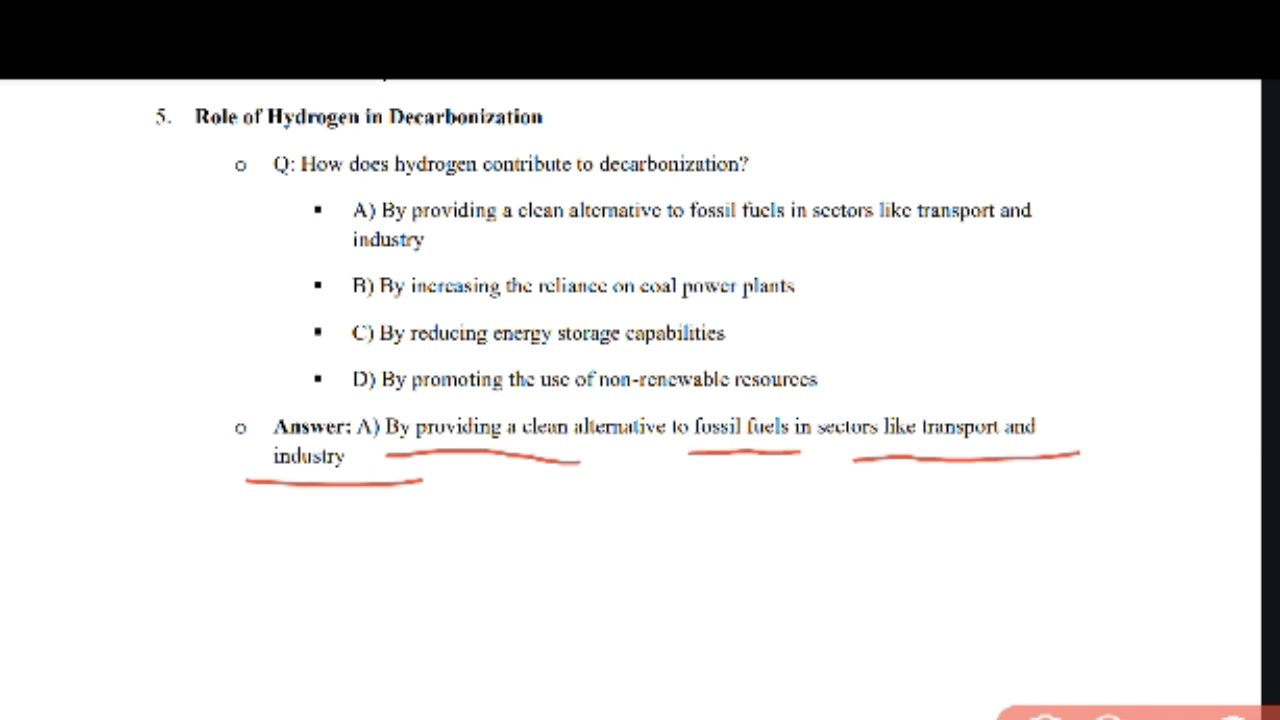 5. Role of Hydrogen in Decarbonization
o Q: How does hydrogen contribute to decarbonization?
▪ A) By providing a clean alternative to fossil fuels in sectors like transport and
industry
▪ B) By increasing the reliance on coal power plants
▪ C) By reducing energy storage capabilities
▪ D) By promoting the use of non-renewable resources
o Answer: A) By providing a clean alternative to fossil fuels in sectors like transport and
industry